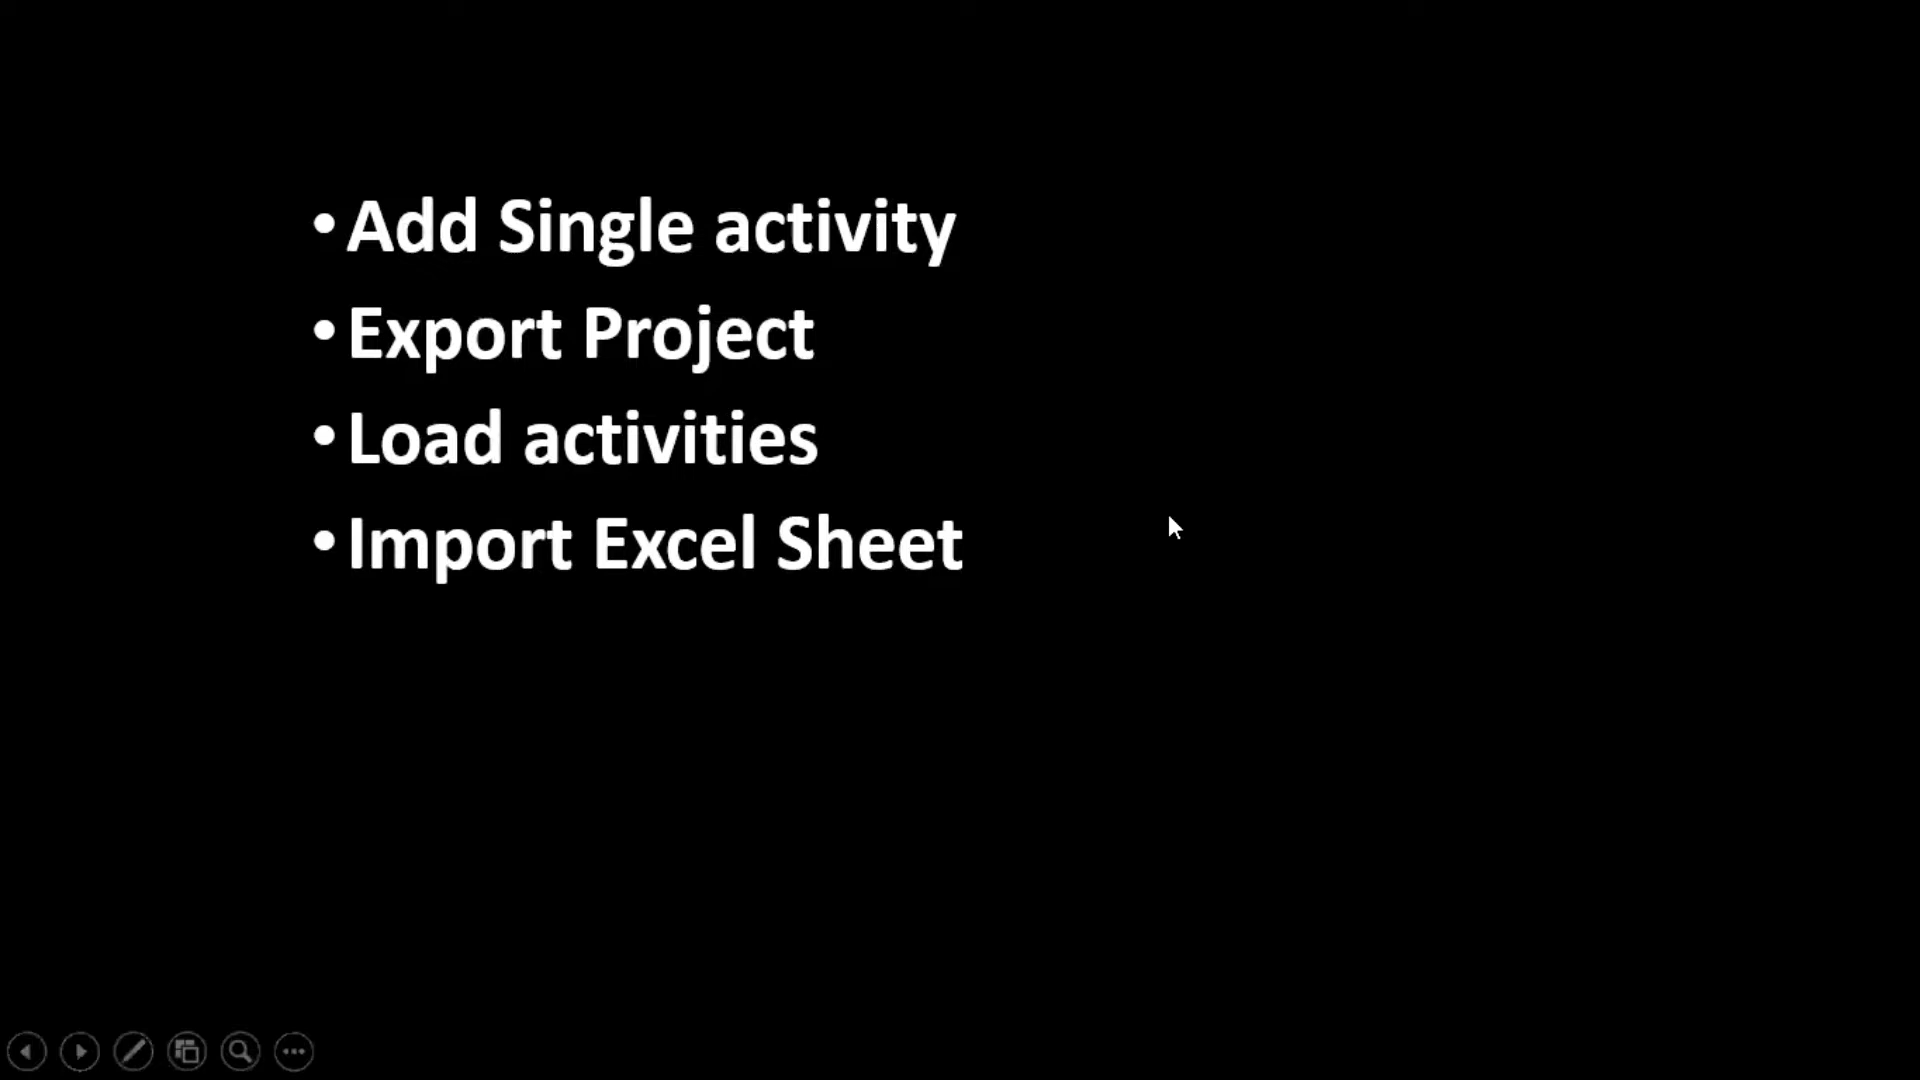 • Add Single activity
• Export Project
• Load activities
• Import Excel Sheet